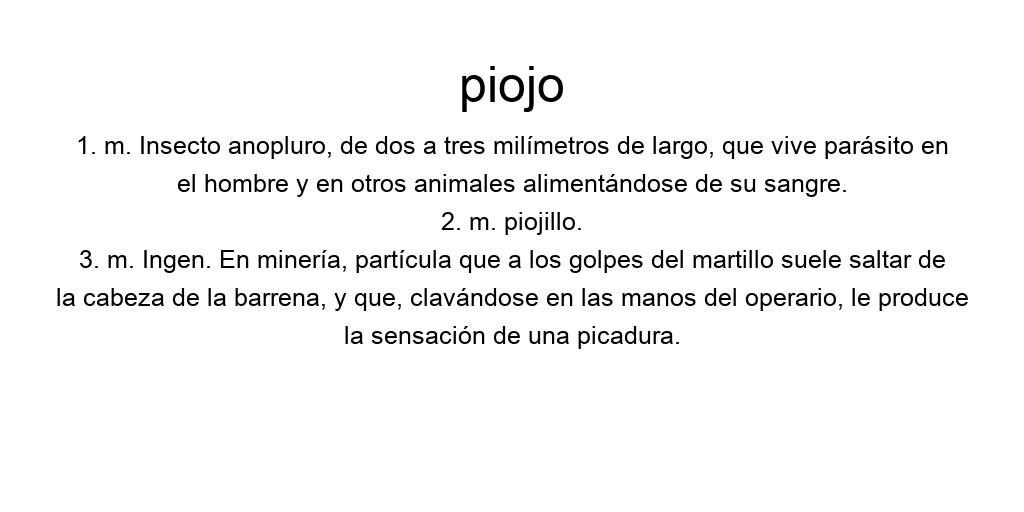 piojo
1. m. Insecto anopluro, de dos a tres milímetros de largo, que vive parásito en
el hombre y en otros animales alimentándose de su sangre.
2. m. piojillo.
3. m. Ingen. En minería, partícula que a los golpes del martillo suele saltar de
la cabeza de la barrena, y que, clavándose en las manos del operario, le produce
la sensación de una picadura.